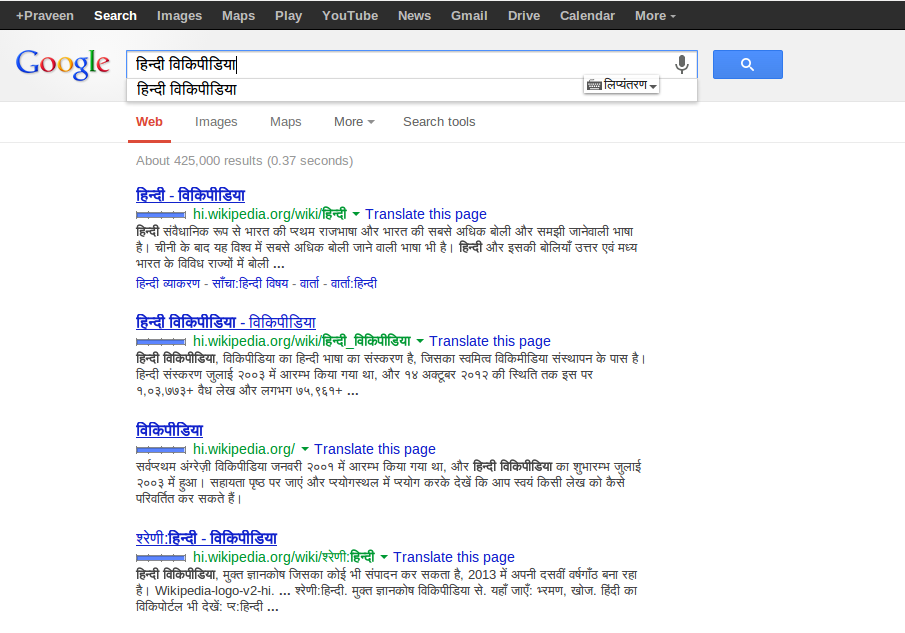 +Praveen Search Images Maps Play YouTube News Gmail Drive Calendar More
Google
हिन्दी विकिपीडिया
हिन्दी विकिपीडिया
लिप्यंतरण
Web Images Maps More Search tools
About 425,000 results (0.37 seconds)
हिन्दी - विकिपीडिया
hi.wikipedia.org/wiki/हिन्दी Translate this page
हिन्दी संवैधानिक रूप से भारत की प्रथम राजभाषा और भारत की सबसे अधिक बोली और समझी जानेवाली भाषा
है। चीनी के बाद यह विश्व में सबसे अधिक बोली जाने वाली भाषा भी है। हिन्दी और इसकी बोलियाँ उत्तर एवं मध्य
भारत के विविध राज्यों में बोली ...
हिन्दी व्याकरण - साँचा:हिन्दी विषय - वार्ता - वार्ता:हिन्दी
हिन्दी विकिपीडिया - विकिपीडिया
hi.wikipedia.org/wiki/हिन्दी_विकिपीडिया Translate this page
हिन्दी विकिपीडिया, विकिपीडिया का हिन्दी भाषा का संस्करण है, जिसका स्वमित्व विकिमीडिया संस्थापन के पास है।
हिन्दी संस्करण जुलाई २००३ में आरम्भ किया गया था, और १४ अक्टूबर २०१२ की स्थिति तक इस पर
१,०३,७७३+ वैध लेख और लगभग ७५,९६१+ ...
विकिपीडिया
hi.wikipedia.org/ Translate this page
सर्वप्रथम अंग्रेज़ी विकिपीडिया जनवरी २००१ में आरम्भ किया गया था, और हिन्दी विकिपीडिया का शुभारम्भ जुलाई
२००३ में हुआ। सहायता पृष्ठ पर जाएं और प्रयोगस्थल में प्रयोग करके देखें कि आप स्वयं किसी लेख को कैसे
परिवर्तित कर सकते हैं।
श्रेणी:हिन्दी - विकिपीडिया
hi.wikipedia.org/wiki/श्रेणी:हिन्दी Translate this page
हिन्दी विकिपीडिया, मुक्त ज्ञानकोष जिसका कोई भी संपादन कर सकता है, 2013 में अपनी दसवीं वर्षगाँठ बना रहा
है। Wikipedia-logo-v2-hi. ... श्रेणी:हिन्दी. मुक्त ज्ञानकोष विकिपीडिया से. यहाँ जाएँ: भ्रमण, खोज. हिंदी का
विकिपोर्टल भी देखें: प्र:हिन्दी ...